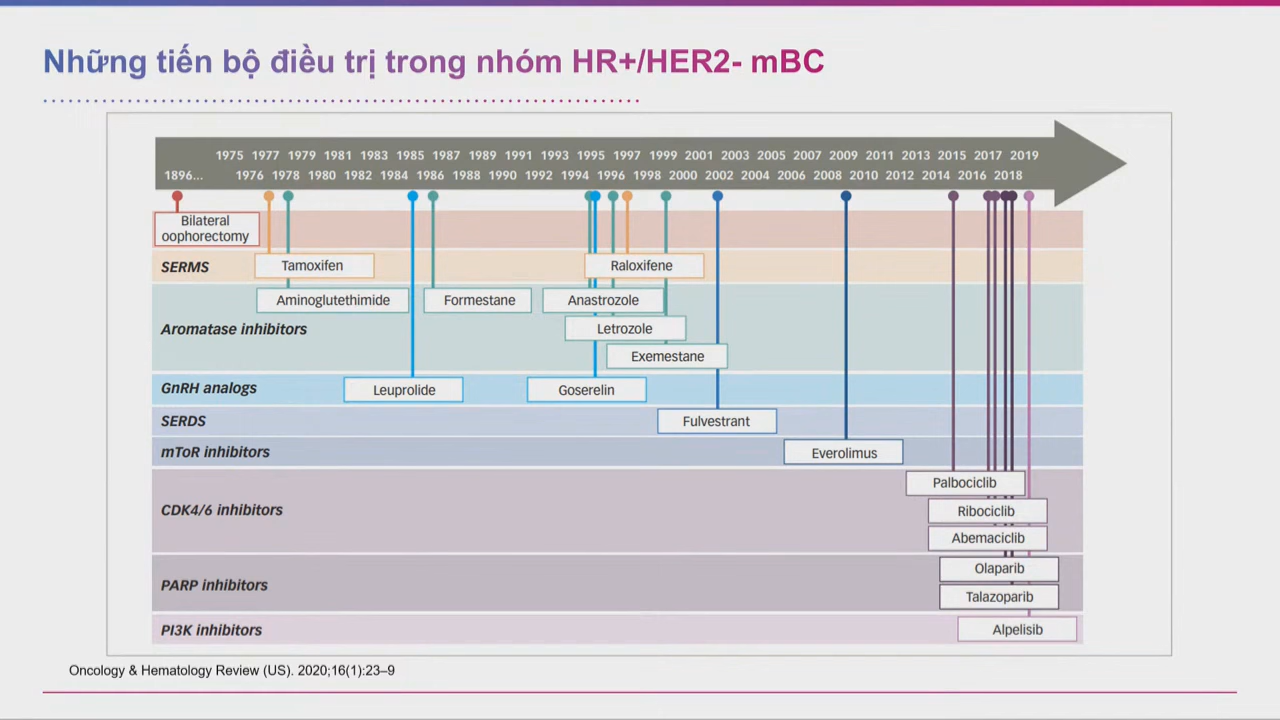 Những tiến bộ điều trị trong nhóm HR+/HER2- mBC
1975 1977 1979 1981 1983 1985 1987 1989 1991 1993 1995 1997 1999 2001 2003 2005 2007 2009 2011 2013 2015 2017 2019
1896... 1976 1978 1980 1982 1984 1986 1988 1990 1992 1994 1996 1998 2000 2002 2004 2006 2008 2010 2012 2014 2016 2018
Bilateral
oophorectomy
SERMS Tamoxifen Raloxifene
Aminoglutethimide Formestane Anastrozole
Aromatase inhibitors Letrozole
Exemestane
GnRH analogs Leuprolide Goserelin
SERDS Fulvestrant
mToR inhibitors Everolimus
Palbociclib
CDK4/6 inhibitors Ribociclib
Abemaciclib
Olaparib
PARP inhibitors Talazoparib
PI3K inhibitors Alpelisib
Oncology & Hematology Review (US). 2020;16(1):23–9